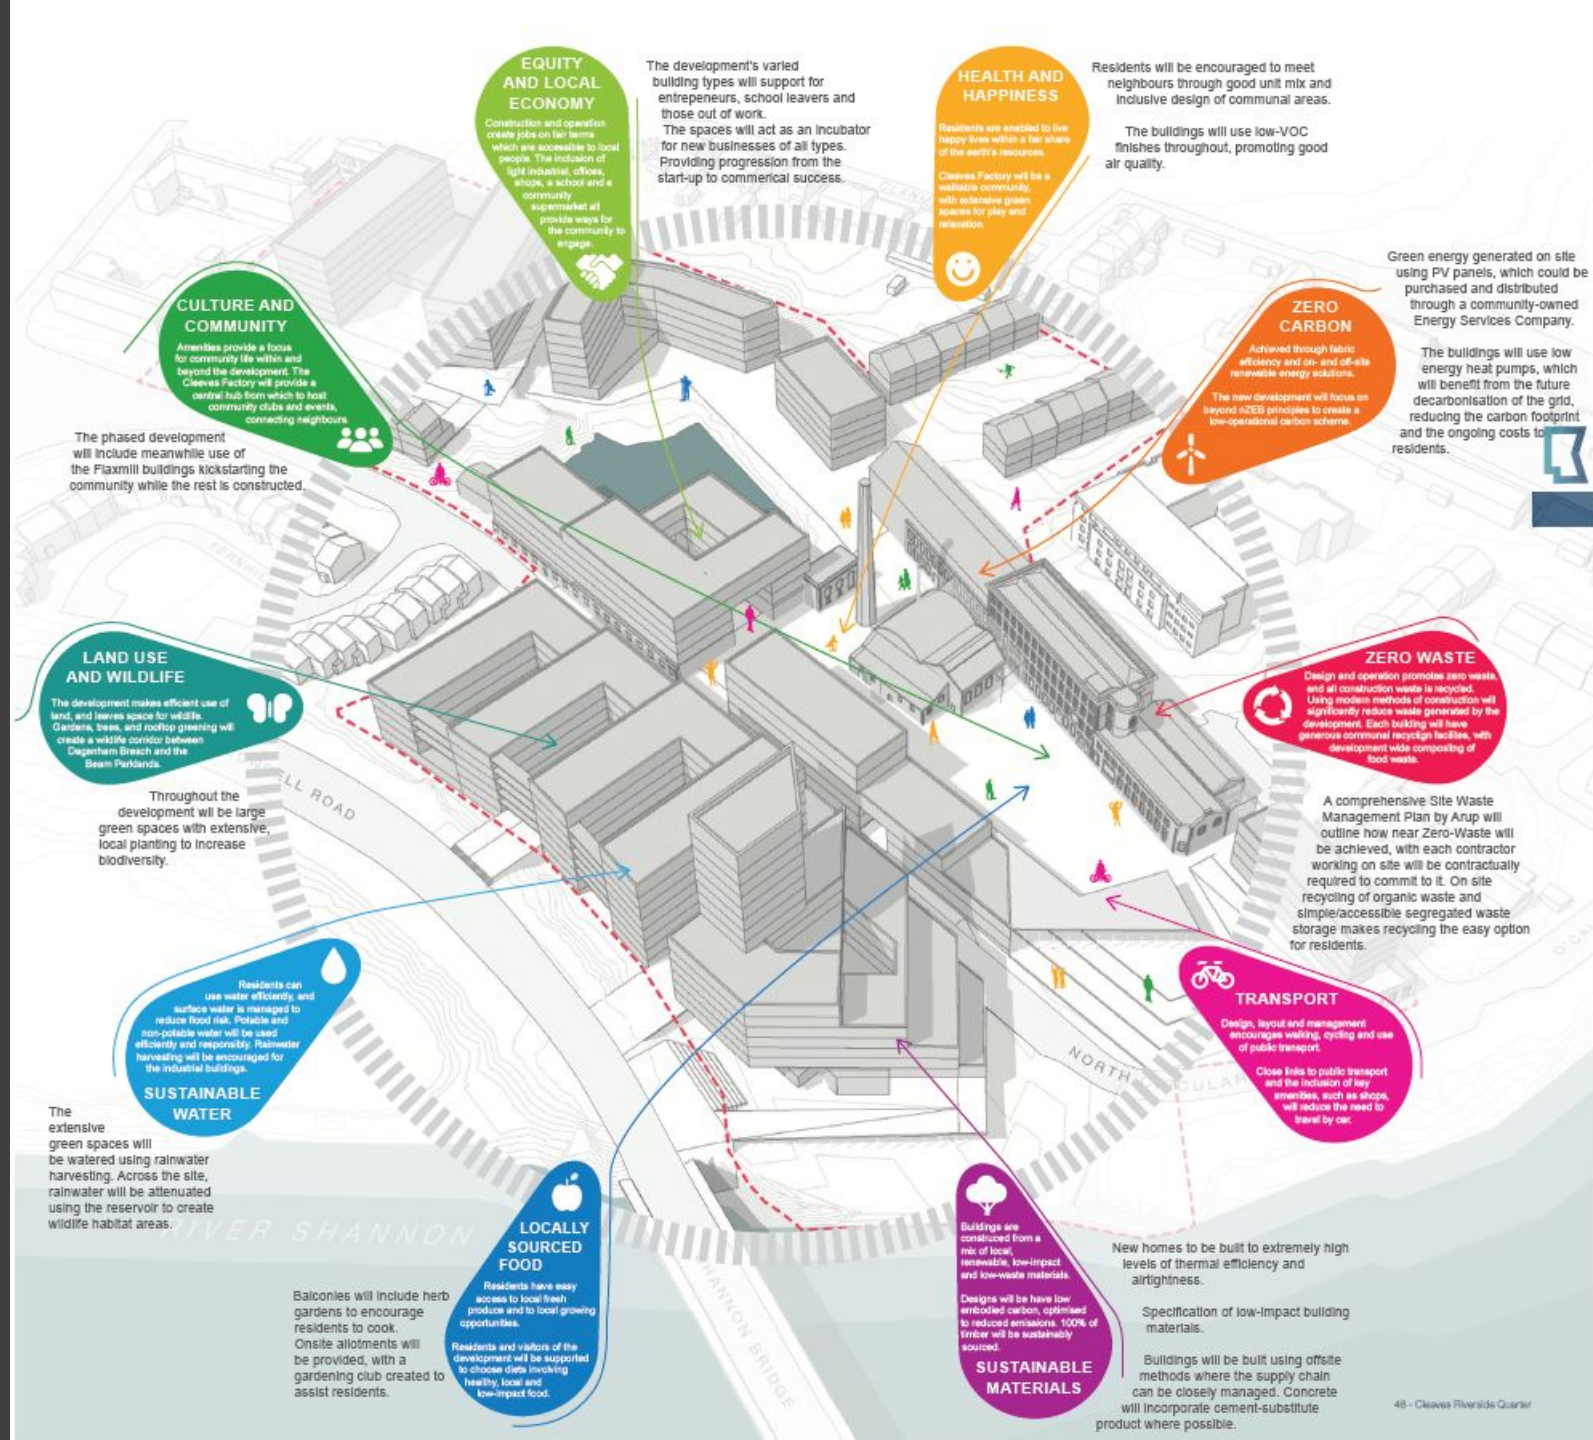 EQUITY
AND LOCAL
ECONOMY
Construction and operation
create jobs on fair terms
which are accessible to local
people. The inclusion of
light industrial, offices,
shops, a school and a
community
supermarket all
provide ways for
the community to
engage.
The development's varied
building types will support for
entrepeneurs, school leavers and
those out of work.
The spaces will act as an incubator
for new businesses of all types.
Providing progression from the
start-up to commerical success.
HEALTH AND
HAPPINESS
Residents are enabled to live
happy lives within a fair share
of the earth's resources.
Cleeves Factory will be a
walkable community,
with extensive green
spaces for play and
relaxation.
Residents will be encouraged to meet
neighbours through good unit mix and
inclusive design of communal areas.
The buildings will use low-VOC
finishes throughout, promoting good
air quality.
CULTURE AND
COMMUNITY
Amenities provide a focus
for community life within and
beyond the development. The
Cleeves Factory will provide a
central hub from which to host
community clubs and events,
connecting neighbours.
The phased development
will include meanwhile use of
the Flaxmill buildings kickstarting the
community while the rest is constructed.
ZERO
CARBON
Achieved through fabric
efficiency and on- and off-site
renewable energy solutions.
The new development will focus on
beyond nZEB principles to create a
low-operational carbon scheme.
Green energy generated on site
using PV panels, which could be
purchased and distributed
through a community-owned
Energy Services Company.
The buildings will use low
energy heat pumps, which
will benefit from the future
decarbonisation of the grid,
reducing the carbon footprint
and the ongoing costs to
residents.
LAND USE
AND WILDLIFE
The development makes efficient use of
land, and leaves space for wildlife.
Gardens, trees, and rooftop greening will
create a wildlife corridor between
Dagenham Breach and the
Beam Parklands.
Throughout the
development will be large
green spaces with extensive,
local planting to increase
biodiversity.
ZERO WASTE
Design and operation promotes zero waste,
and all construction waste is recycled.
Using modern methods of construction will
significantly reduce waste generated by the
development. Each building will have
generous communal recyclign facilites, with
development wide composting of
food waste.
A comprehensive Site Waste
Management Plan by Arup will
outline how near Zero-Waste will
be achieved, with each contractor
working on site will be contractually
required to commit to it. On site
recycling of organic waste and
simple/accessible segregated waste
storage makes recycling the easy option
for residents.
ELL ROAD
Residents can
use water efficiently, and
surface water is managed to
reduce flood risk. Potable and
non-potable water will be used
efficiently and responsibly. Rainwater
harvesting will be encouraged for
the industrial buildings.
SUSTAINABLE
WATER
The
extensive
green spaces will
be watered using rainwater
harvesting. Across the site,
rainwater will be attenuated
using the reservoir to create
wildlife habitat areas.
TRANSPORT
Design, layout and management
encourages walking, cycling and use
of public transport.
Close links to public transport
and the inclusion of key
amenities, such as shops,
will reduce the need to
travel by car.
NORTH
RIVER SHANNON
HANNON BRIDGE
LOCALLY
SOURCED
FOOD
Residents have easy
access to local fresh
produce and to local growing
opportunities.
Residents and visitors of the
development will be supported
to choose diets involving
healthy, local and
low-impact food.
Balconies will include herb
gardens to encourage
residents to cook.
Onsite allotments will
be provided, with a
gardening club created to
assist residents.
Buildings are
construced from a
mix of local,
renewable, low-impact
and low-waste materials.
Designs will be have low
embodied carbon, optimised
to reduced emissions. 100% of
timber will be sustainably
sourced.
SUSTAINABLE
MATERIALS
New homes to be built to extremely high
levels of thermal efficiency and
airtightness.
Specification of low-impact building
materials.
Buildings will be built using offsite
methods where the supply chain
can be closely managed. Concrete
will incorporate cement-substitute
product where possible.
48 - Cleeves Riverside Quarter